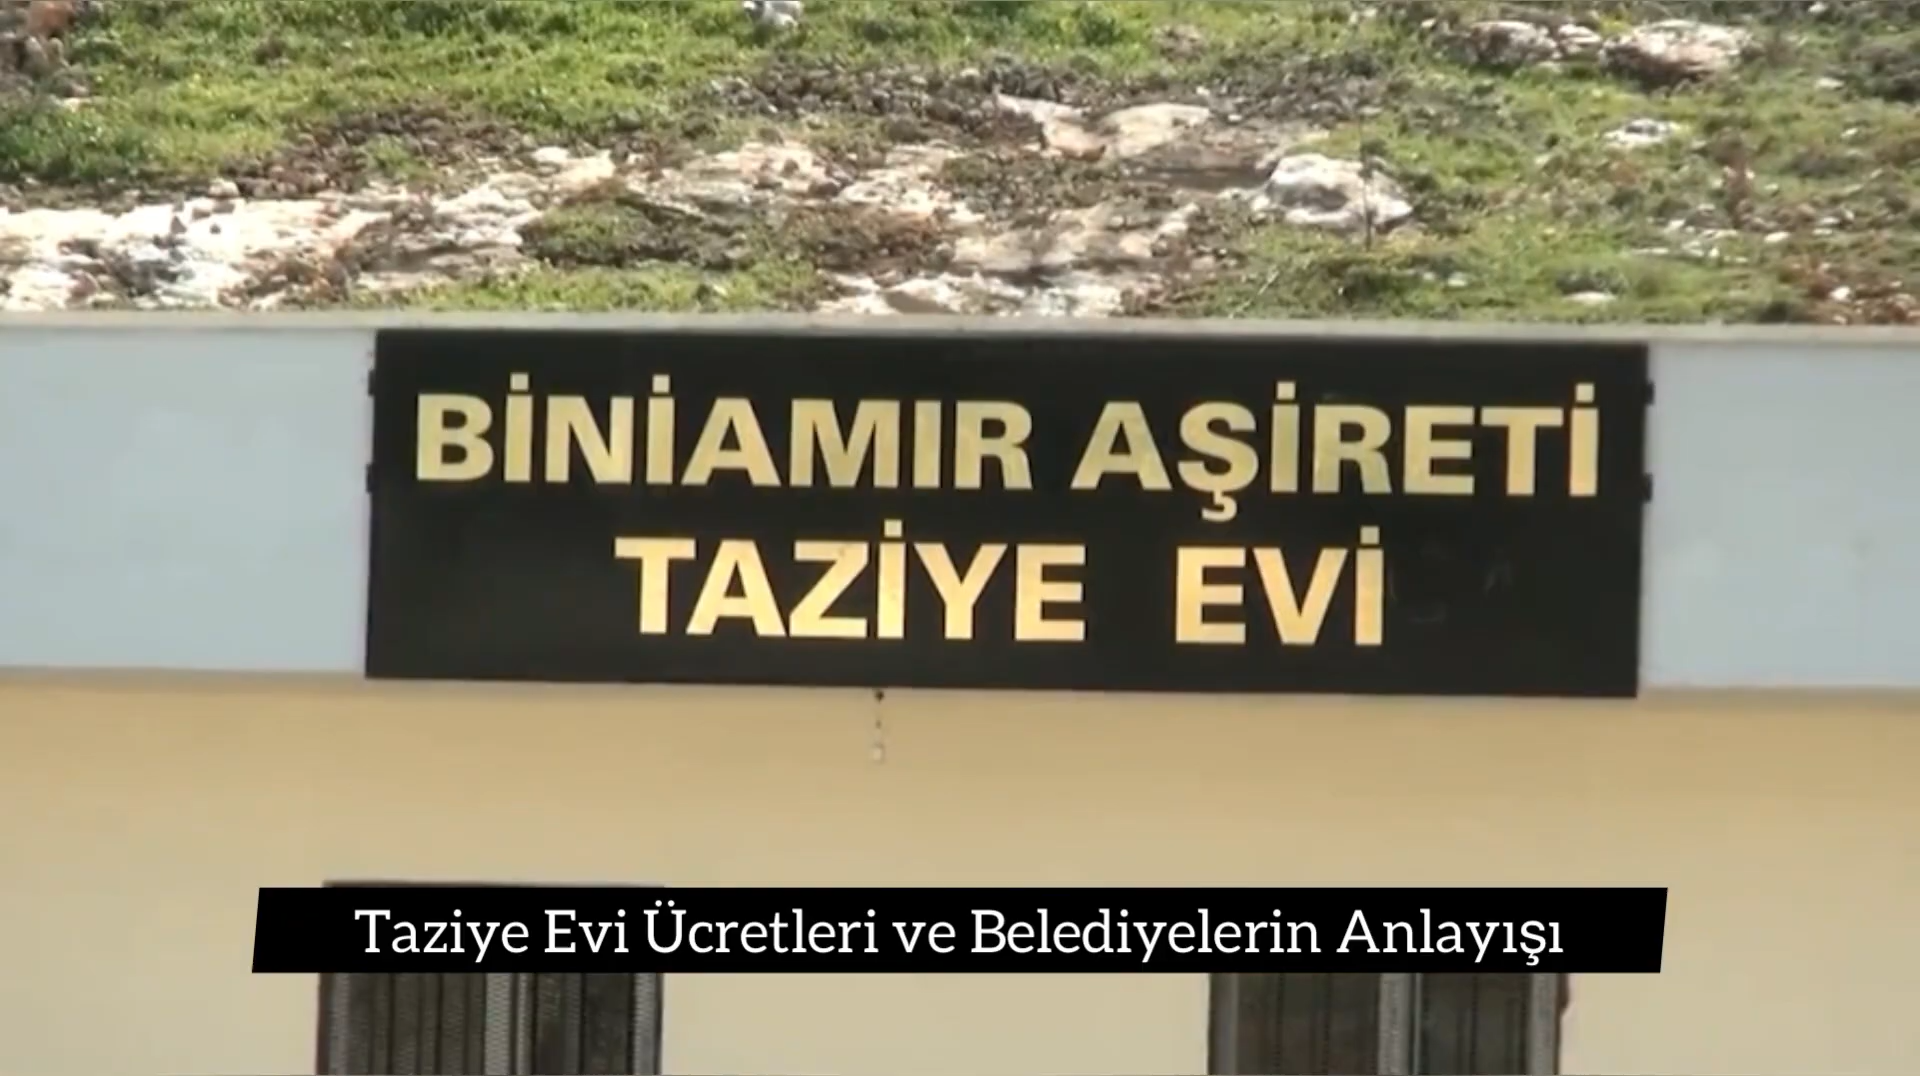 BİNİAMIR AŞİRETİ
TAZİYE EVİ
Taziye Evi Ücretleri ve Belediyelerin Anlayışı